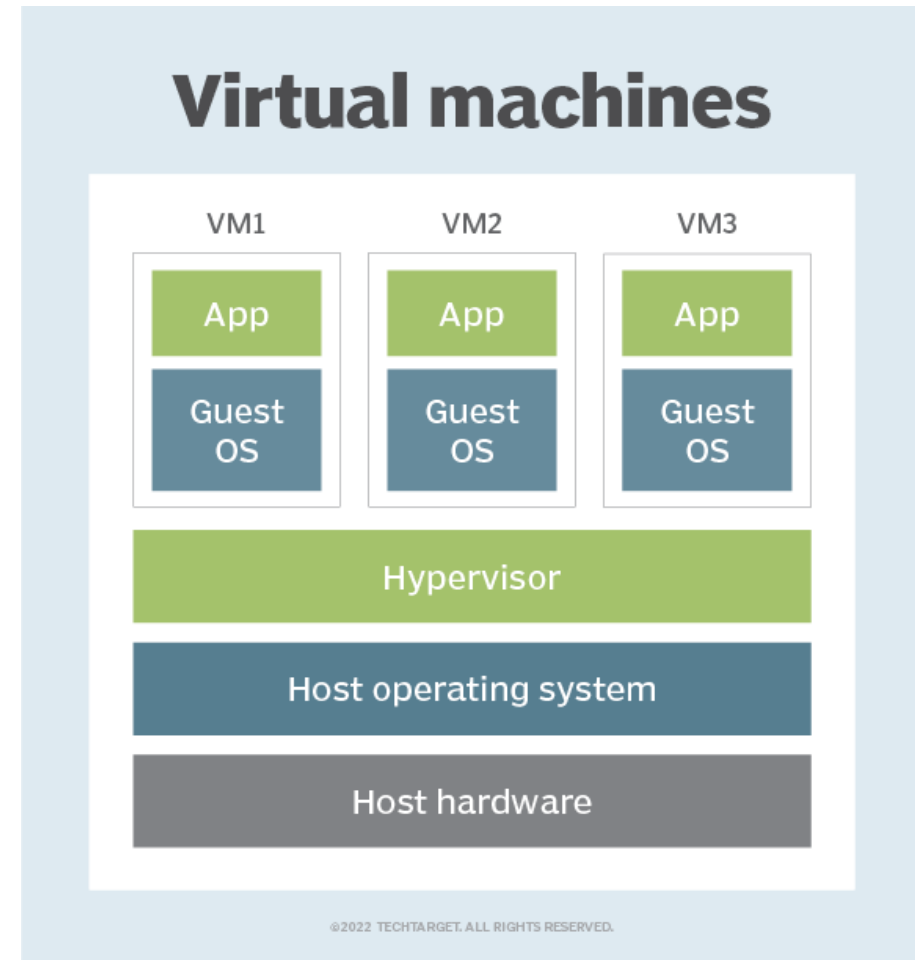 Virtual machines
VM1 VM2 VM3
App App App
Guest Guest Guest
OS OS OS
Hypervisor
Host operating system
Host hardware
©2022 TECHTARGET. ALL RIGHTS RESERVED.